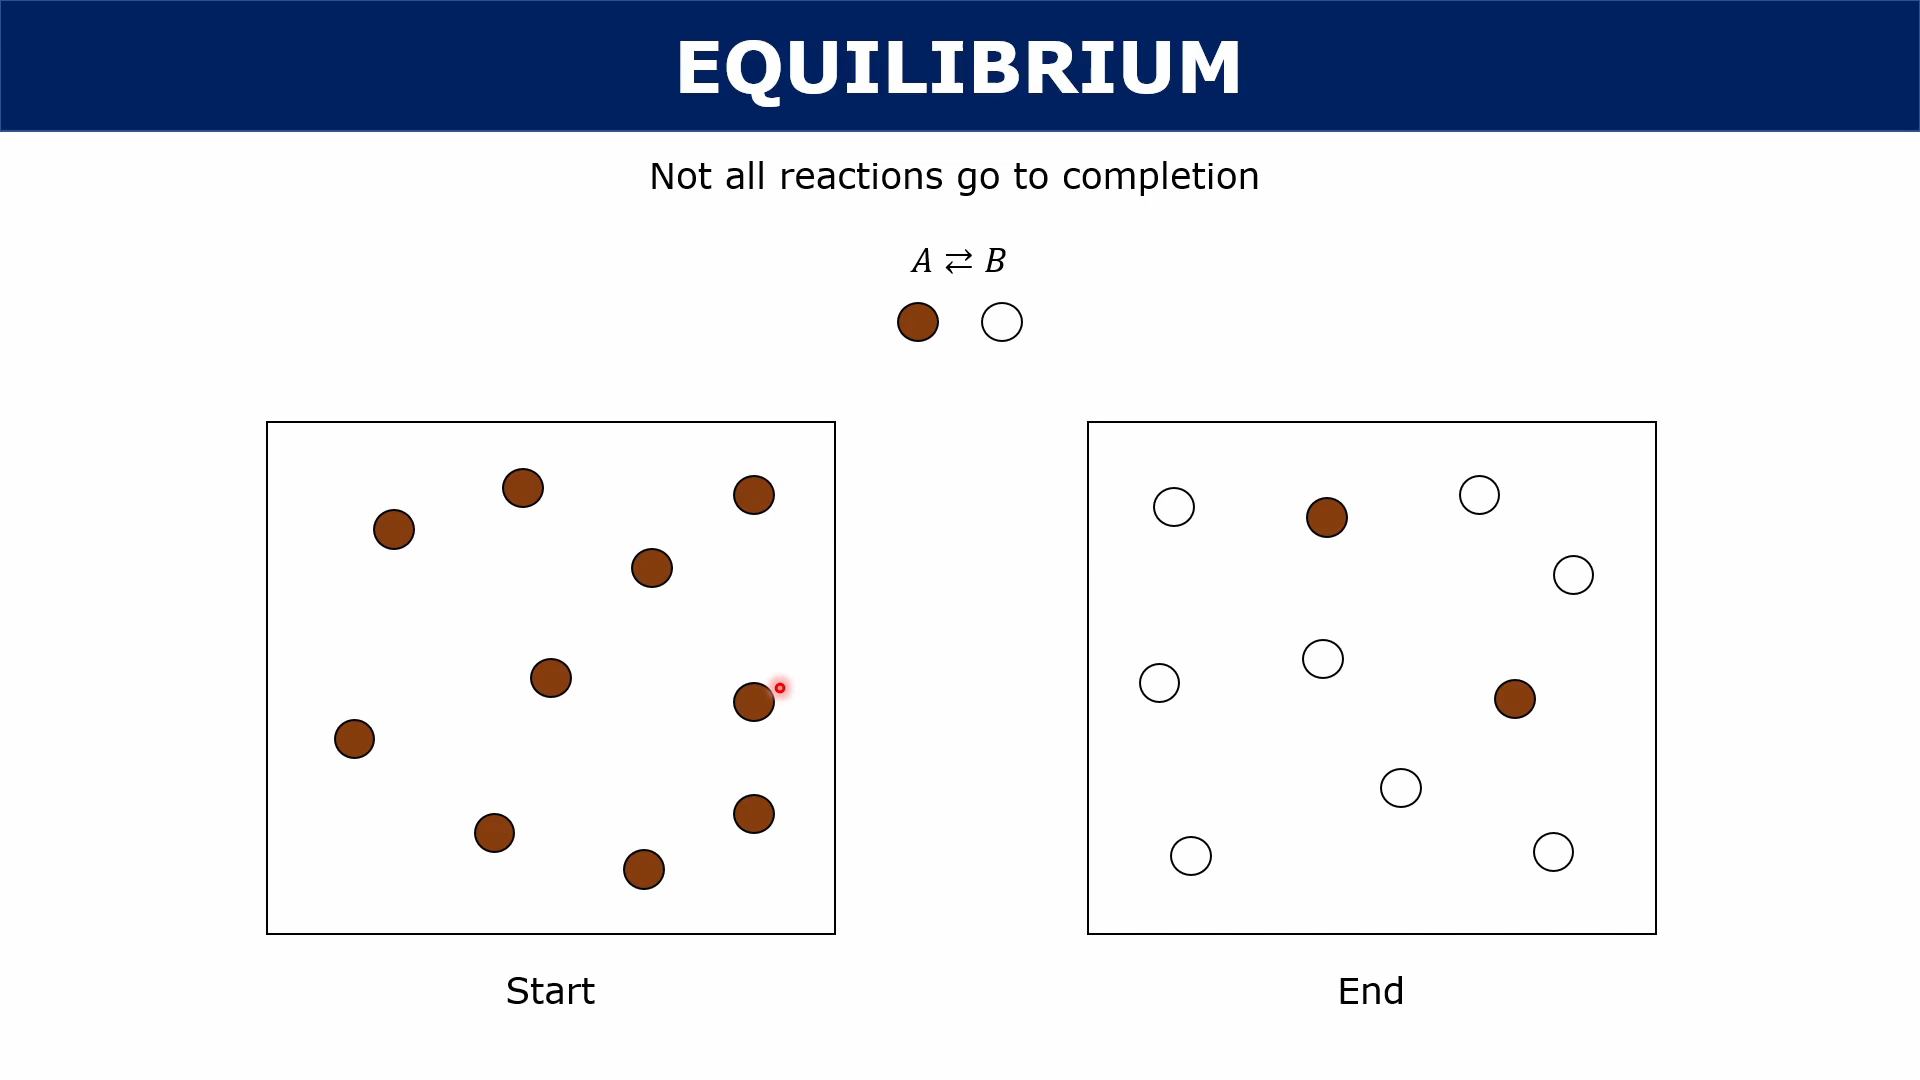 EQUILIBRIUM
Not all reactions go to completion
A ⇄ B
Start
End